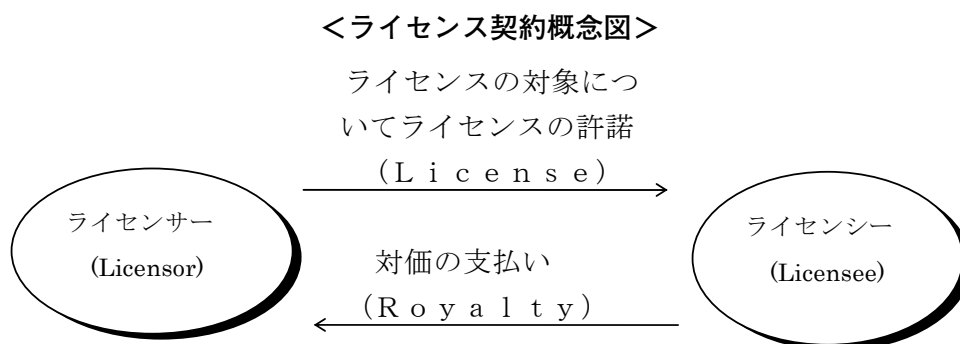 ＜ライセンス契約概念図＞
ライセンスの対象につ
いてライセンスの許諾
（Ｌｉｃｅｎｓｅ）
ライセンサー
(Licensor)
ライセンシー
(Licensee)
対価の支払い
（Ｒｏｙａｌｔｙ）